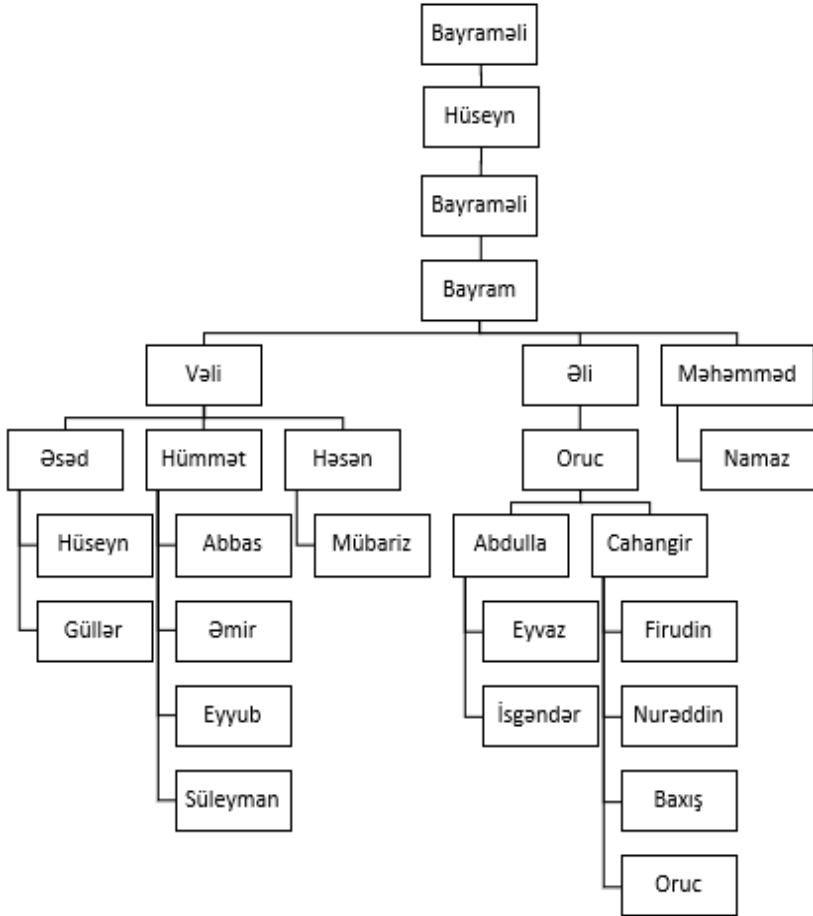 Bayraməli
Hüseyn
Bayraməli
Bayram
Vəli
Əli
Məhəmməd
Əsəd
Hümmət
Həsən
Oruc
Namaz
Hüseyn
Abbas
Mübariz
Abdulla
Cahangir
Güllər
Əmir
Eyvaz
Firudin
Eyyub
İsgəndər
Nurəddin
Süleyman
Baxış
Oruc